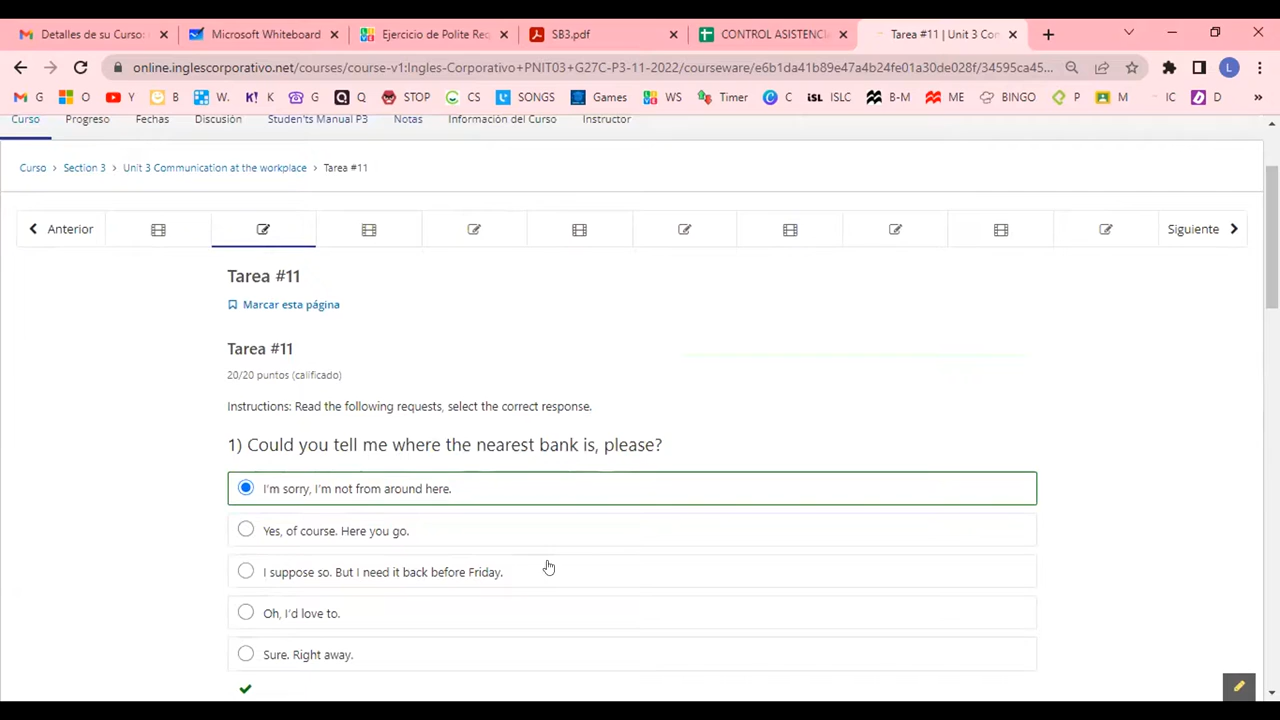 Detalles de su Curso: Microsoft Whiteboard Ejercicio de Polite Rec SB3.pdf CONTROL ASISTENCI Tarea #11 | Unit 3 Con
online.inglescorporativo.net/courses/course-v1:Ingles-Corporativo+PNIT03+G27C-P3-11-2022/courseware/e6b1da41b89e47a4b24fe01a30de028f/34595ca45...
G O Y B W. K! G Q STOP CS SONGS Games WS Timer C ISLC B-M ME BINGO P M IC D »
Curso Progreso Fechas Discusión Studen'ts Manual P3 Notas Información del Curso Instructor
Curso > Section 3 > Unit 3 Communication at the workplace > Tarea #11
Anterior Siguiente
Tarea #11
Marcar esta página
Tarea #11
20/20 puntos (calificado)
Instructions: Read the following requests, select the correct response.
1) Could you tell me where the nearest bank is, please?
I'm sorry, I'm not from around here.
Yes, of course. Here you go.
I suppose so. But I need it back before Friday.
Oh, I'd love to.
Sure. Right away.